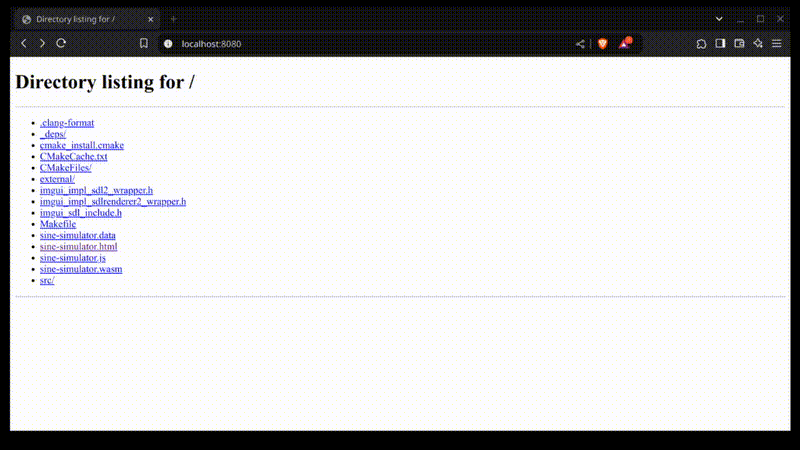 Directory listing for /
localhost:8080
Directory listing for /
.clang-format
_deps/
cmake_install.cmake
CMakeCache.txt
CMakeFiles/
external/
imgui_impl_sdl2_wrapper.h
imgui_impl_sdlrenderer2_wrapper.h
imgui_sdl_include.h
Makefile
sine-simulator.data
sine-simulator.html
sine-simulator.js
sine-simulator.wasm
src/